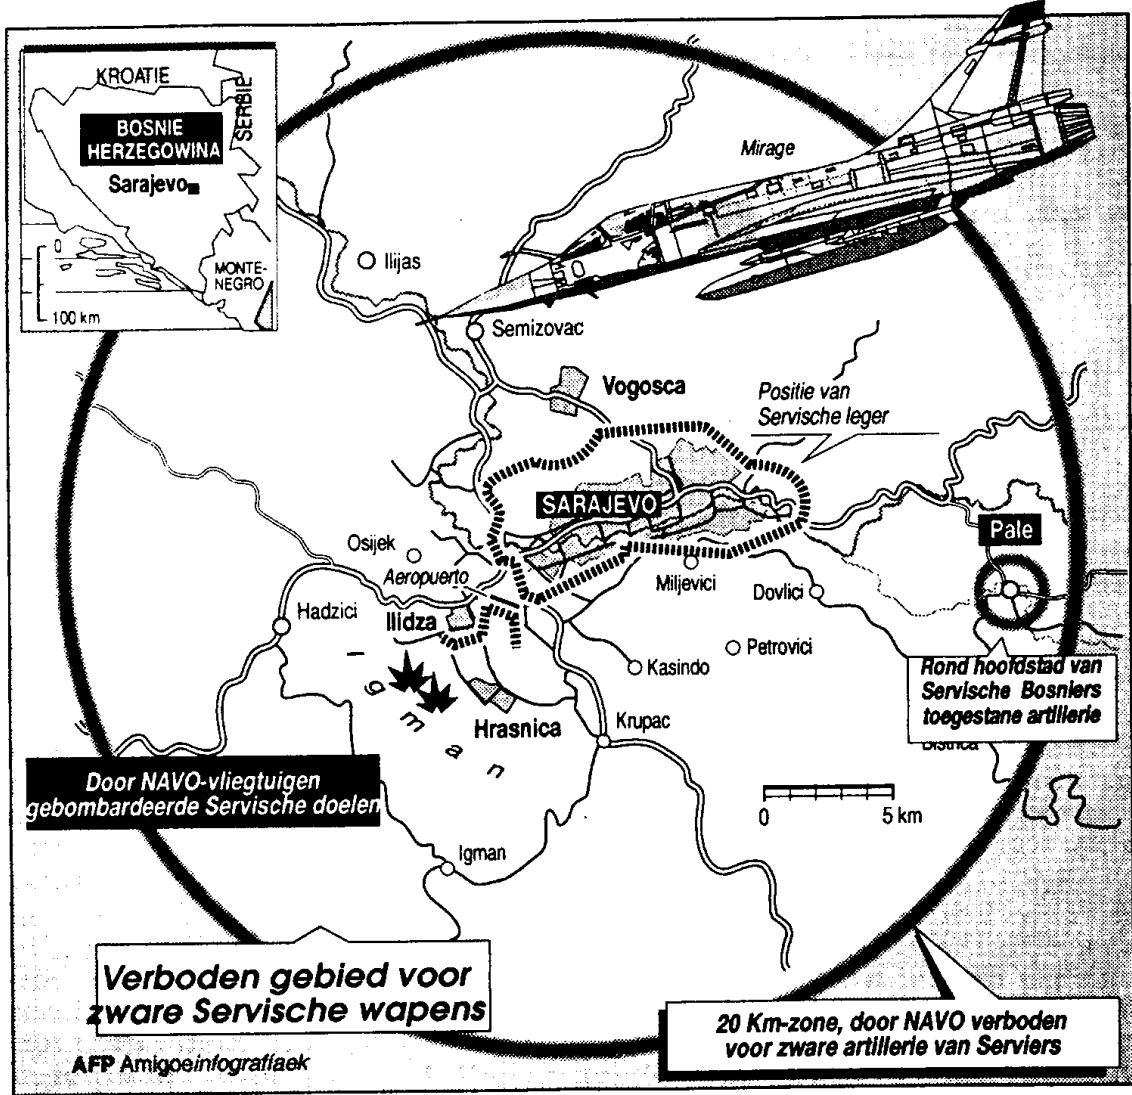 KROATIE
SERBIE
BOSNIE
HERZEGOWINA
Sarajevo
MONTE-
NEGRO
100 km
Mirage
Ilijas
Semizovac
Vogosca
Positie van
Servische leger
SARAJEVO
Pale
Osijek
Aeropuerto
Miljevici
Dovlici
Hadzici
Ilidza
Petrovici
Kasindo
Rond hoofdstad van
Servische Bosniers
toegestane artillerie
Bistrica
Igman
Hrasnica
Krupac
Door NAVO-vliegtuigen
gebombardeerde Servische doelen
0 5 km
Igman
Verboden gebied voor
zware Servische wapens
20 Km-zone, door NAVO verboden
voor zware artillerie van Serviers
AFP Amigoeinfografiaek